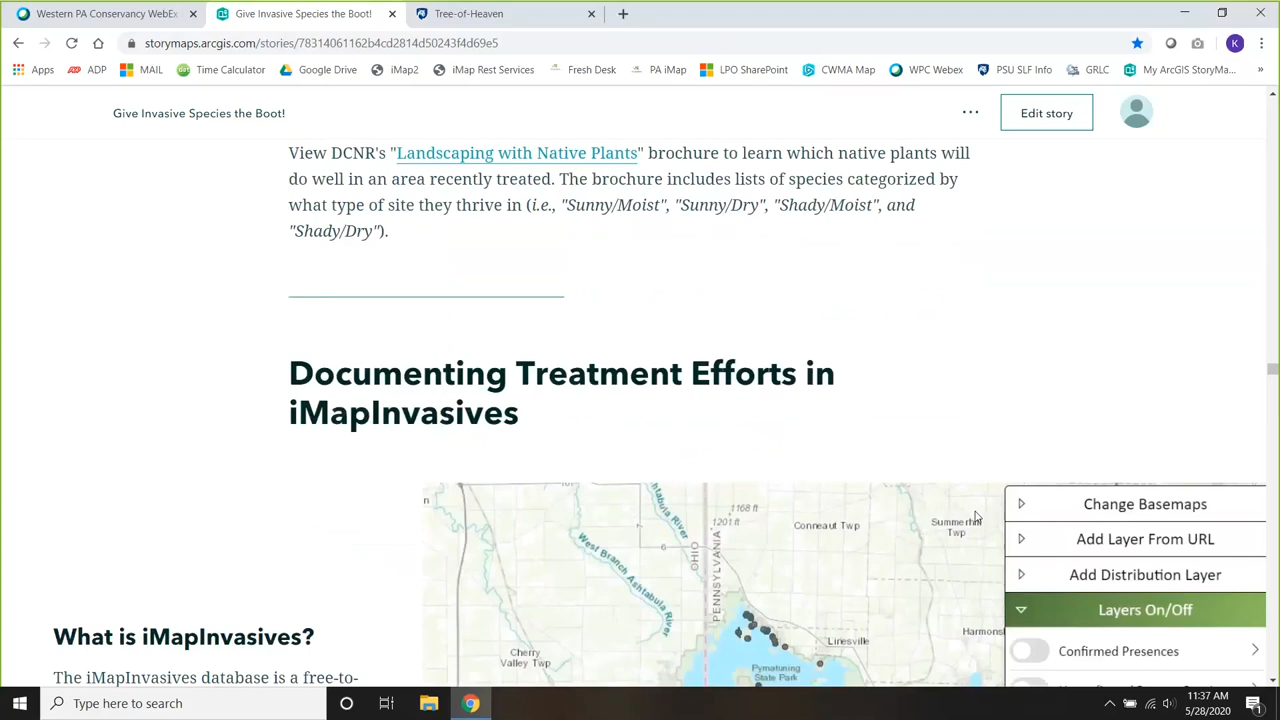 Western PA Conservancy WebEx
Give Invasive Species the Boot!
Tree-of-Heaven
storymaps.arcgis.com/stories/78314061162b4cd2814d50243f4d69e5
K
Apps
ADP
MAIL
Time Calculator
Google Drive
iMap2
iMap Rest Services
Fresh Desk
PA iMap
LPO SharePoint
CWMA Map
WPC Webex
PSU SLF Info
GRLC
My ArcGIS StoryMa...
»
Give Invasive Species the Boot!
Edit story
View DCNR's "Landscaping with Native Plants" brochure to learn which native plants will
do well in an area recently treated. The brochure includes lists of species categorized by
what type of site they thrive in (i.e., "Sunny/Moist", "Sunny/Dry", "Shady/Moist", and
"Shady/Dry").
Documenting Treatment Efforts in
iMapInvasives
Ashtabula River
1168 ft
1201 ft
Conneaut Twp
Summerhill
Twp
West Branch Ashtabula River
OHIO
PENNSYLVANIA
6
Linesville
Harmons
Cherry
Valley Twp
Pymatuning
State Park
Change Basemaps
Add Layer From URL
Add Distribution Layer
Layers On/Off
Confirmed Presences
What is iMapInvasives?
The iMapInvasives database is a free-to-
Type here to search
11:37 AM
5/28/2020
1